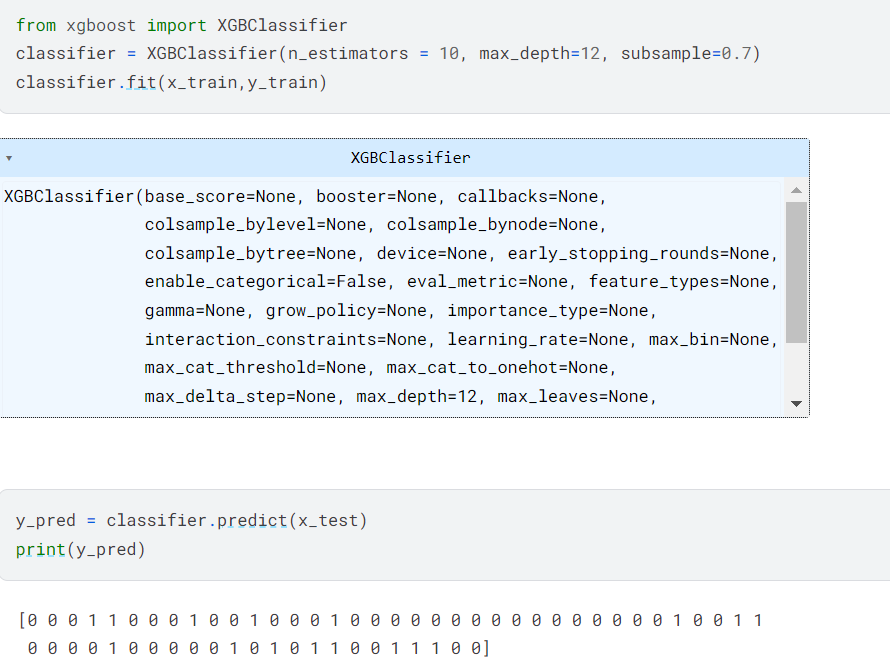 from xgboost import XGBClassifier
classifier = XGBClassifier(n_estimators = 10, max_depth=12, subsample=0.7)
classifier.fit(x_train,y_train)
XGBClassifier
XGBClassifier(base_score=None, booster=None, callbacks=None,
colsample_bylevel=None, colsample_bynode=None,
colsample_bytree=None, device=None, early_stopping_rounds=None,
enable_categorical=False, eval_metric=None, feature_types=None,
gamma=None, grow_policy=None, importance_type=None,
interaction_constraints=None, learning_rate=None, max_bin=None,
max_cat_threshold=None, max_cat_to_onehot=None,
max_delta_step=None, max_depth=12, max_leaves=None,
y_pred = classifier.predict(x_test)
print(y_pred)
[0 0 0 1 1 0 0 0 1 0 0 1 0 0 0 1 0 0 0 0 0 0 0 0 0 0 0 0 0 0 0 0 1 0 0 1 1
0 0 0 0 1 0 0 0 0 0 1 0 1 0 1 1 0 0 1 1 1 0 0]